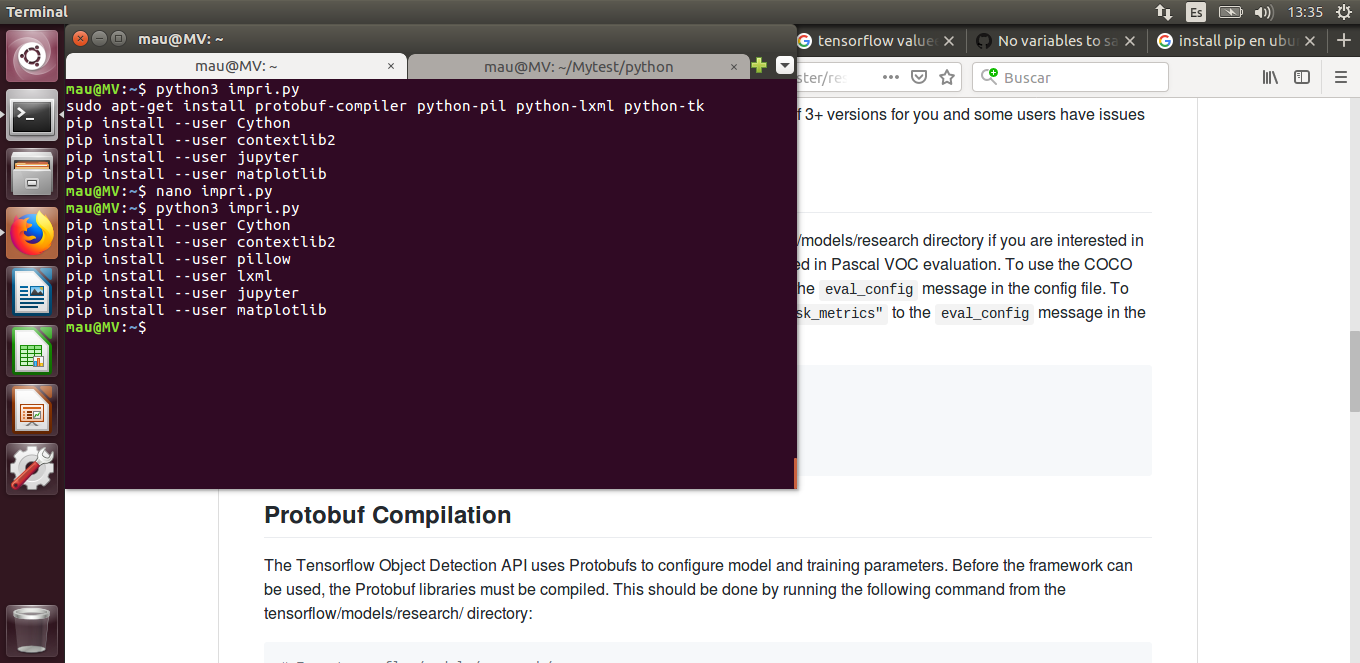 Terminal
Es
13:35
mau@MV: ~
mau@MV: ~ ×
mau@MV: ~/Mytest/python ×
mau@MV:~$ python3 impri.py
sudo apt-get install protobuf-compiler python-pil python-lxml python-tk
pip install --user Cython
pip install --user contextlib2
pip install --user jupyter
pip install --user matplotlib
mau@MV:~$ nano impri.py
mau@MV:~$ python3 impri.py
pip install --user Cython
pip install --user contextlib2
pip install --user pillow
pip install --user lxml
pip install --user jupyter
pip install --user matplotlib
mau@MV:~$
tensorflow value
No variables to sa
install pip en ubu
ster/res
Buscar
f 3+ versions for you and some users have issues
/models/research directory if you are interested in
ed in Pascal VOC evaluation. To use the COCO
he eval_config message in the config file. To
sk_metrics" to the eval_config message in the
Protobuf Compilation
The Tensorflow Object Detection API uses Protobufs to configure model and training parameters. Before the framework can
be used, the Protobuf libraries must be compiled. This should be done by running the following command from the
tensorflow/models/research/ directory: